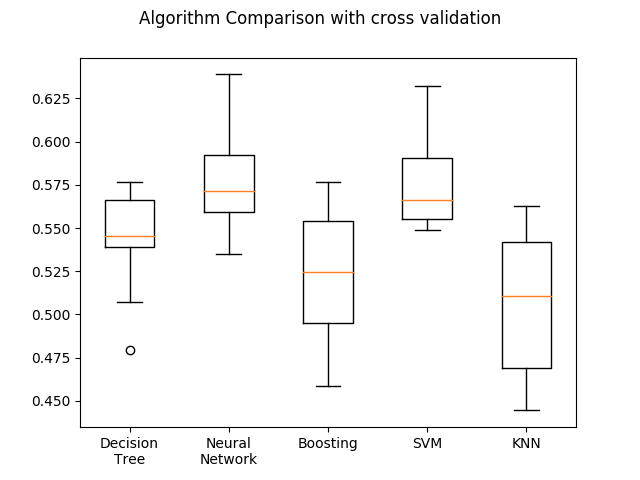 Algorithm Comparison with cross validation
0.625
0.600
0.575
0.550
0.525
0.500
0.475
0.450
Decision
Tree
Neural
Network
Boosting
SVM
KNN